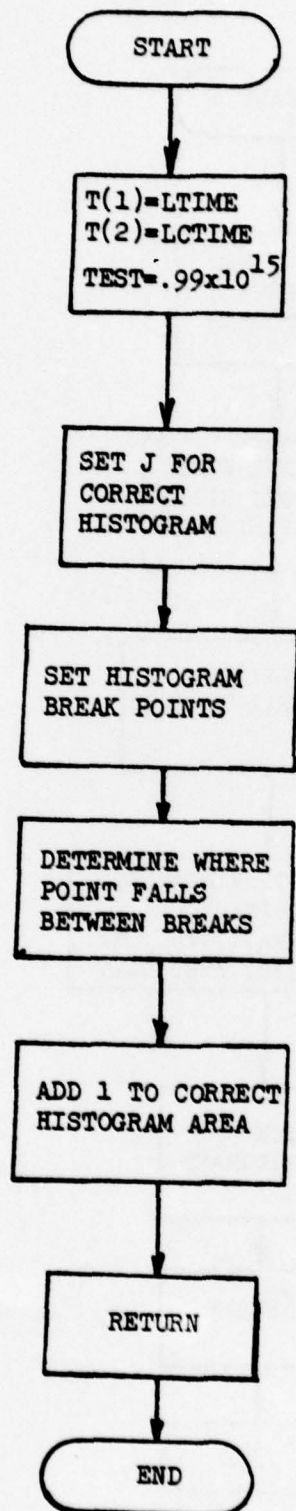 START
T(1)=LTIME
T(2)=LCTIME
TEST=.99x10^15
SET J FOR
CORRECT
HISTOGRAM
SET HISTOGRAM
BREAK POINTS
DETERMINE WHERE
POINT FALLS
BETWEEN BREAKS
ADD 1 TO CORRECT
HISTOGRAM AREA
RETURN
END